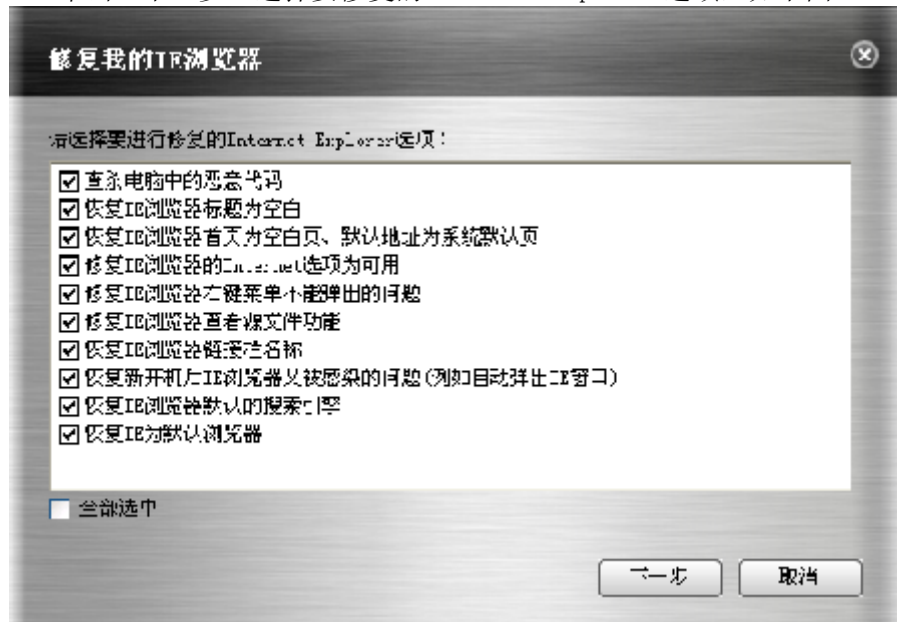 修复我的IE浏览器
请选择要进行修复的Internet Explorer选项:
查杀电脑中的恶意代码
恢复IE浏览器标题为空白
恢复IE浏览器首页为空白页、默认地址为系统默认页
修复IE浏览器的Internet选项为可用
修复IE浏览器右键菜单不能弹出的问题
修复IE浏览器查看源文件功能
恢复IE浏览器链接栏名称
恢复新开机后IE浏览器又被感染的问题(例如自动弹出IE窗口)
恢复IE浏览器默认的搜索引擎
恢复IE为默认浏览器
全部选中
下一步
取消